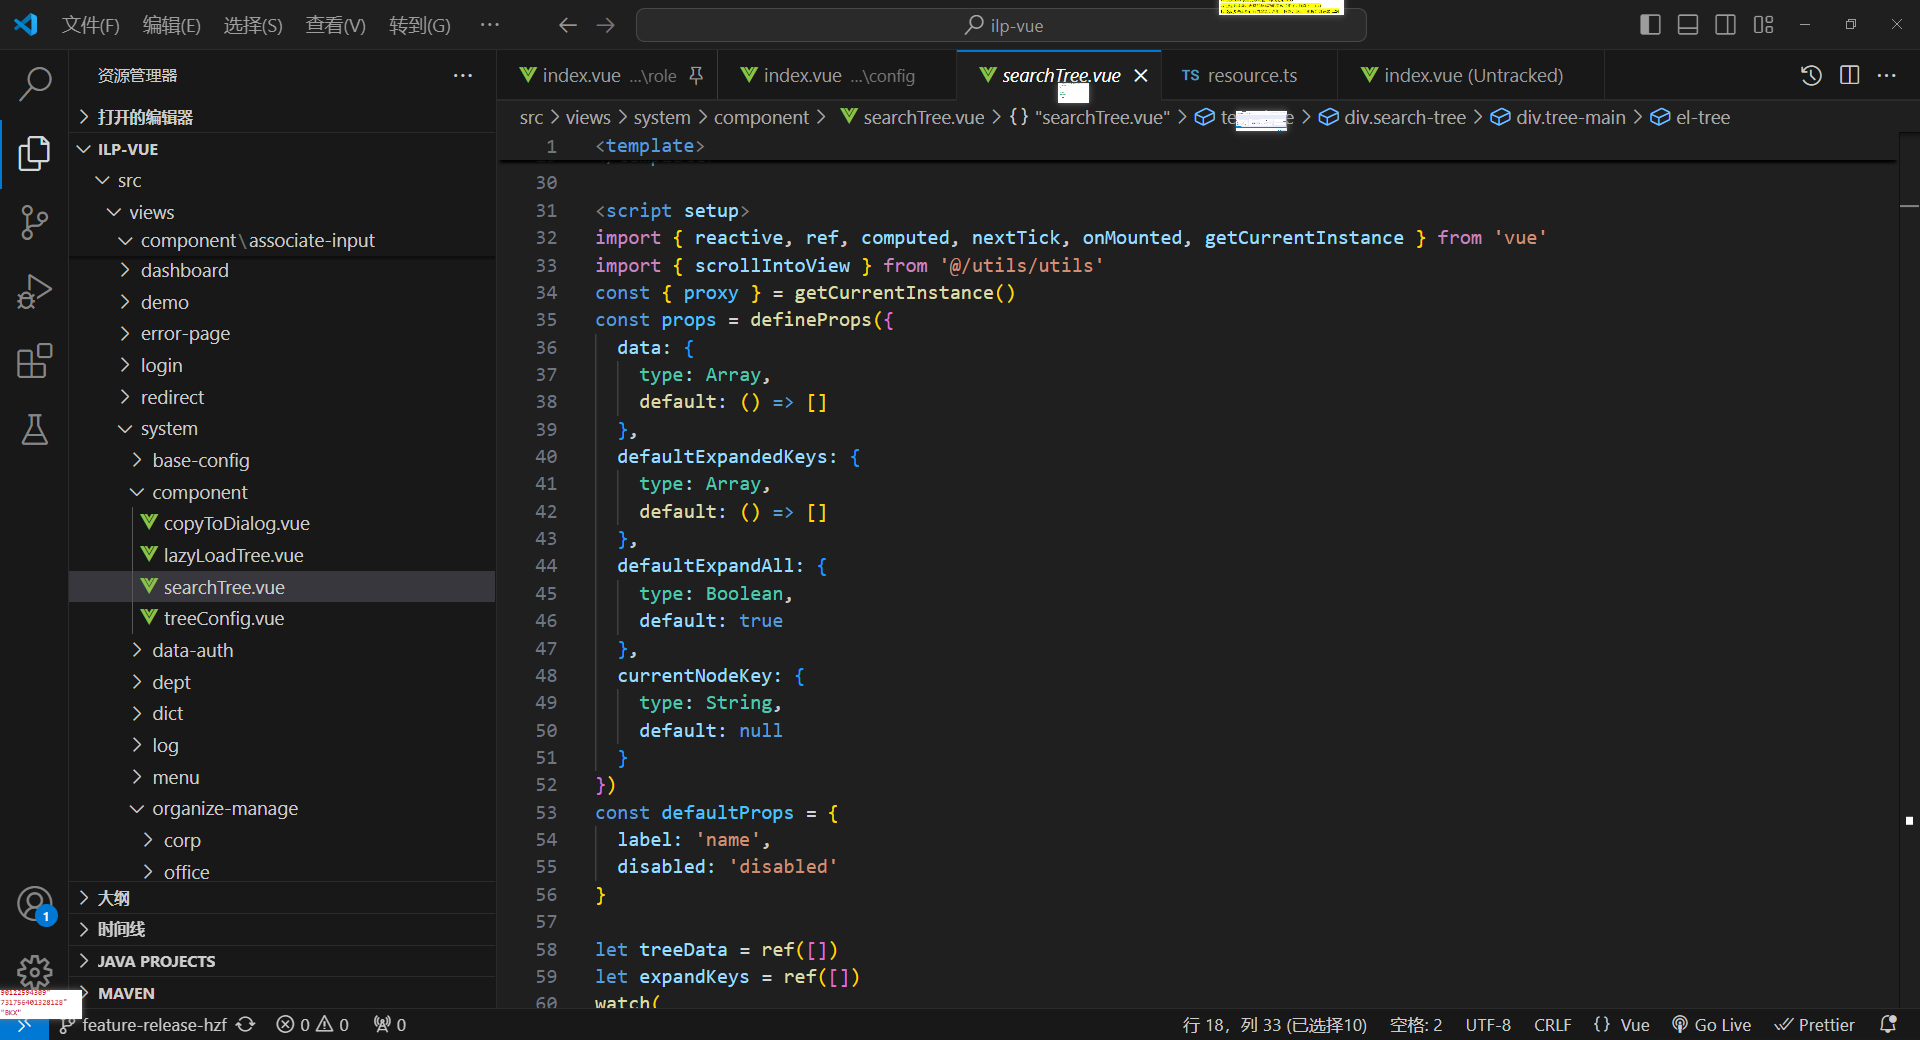 文件(F) 编辑(E) 选择(S) 查看(V) 转到(G) ··· ilp-vue
资源管理器 ···
打开的编辑器
ILP-VUE
src
views
component\associate-input
dashboard
demo
error-page
login
redirect
system
base-config
component
copyToDialog.vue
lazyLoadTree.vue
searchTree.vue
treeConfig.vue
data-auth
dept
dict
log
menu
organize-manage
corp
office
大纲
时间线
JAVA PROJECTS
MAVEN
1
index.vue ...\role index.vue ...\config searchTree.vue TS resource.ts index.vue (Untracked)
src > views > system > component > searchTree.vue > {} "searchTree.vue" > > div.search-tree > div.tree-main > el-tree
1 <template>
30
31 <script setup>
32 import { reactive, ref, computed, nextTick, onMounted, getCurrentInstance } from 'vue'
33 import { scrollIntoView } from '@/utils/utils'
34 const { proxy } = getCurrentInstance()
35 const props = defineProps({
36 data: {
37 type: Array,
38 default: () => []
39 },
40 defaultExpandedKeys: {
41 type: Array,
42 default: () => []
43 },
44 defaultExpandAll: {
45 type: Boolean,
46 default: true
47 },
48 currentNodeKey: {
49 type: String,
50 default: null
51 }
52 })
53 const defaultProps = {
54 label: 'name',
55 disabled: 'disabled'
56 }
57
58 let treeData = ref([])
59 let expandKeys = ref([])
60 watch(
731756401328128"
"BKX"
feature-release-hzf 0 0 0 行 18，列 33 (已选择10) 空格: 2 UTF-8 CRLF {} Vue Go Live Prettier